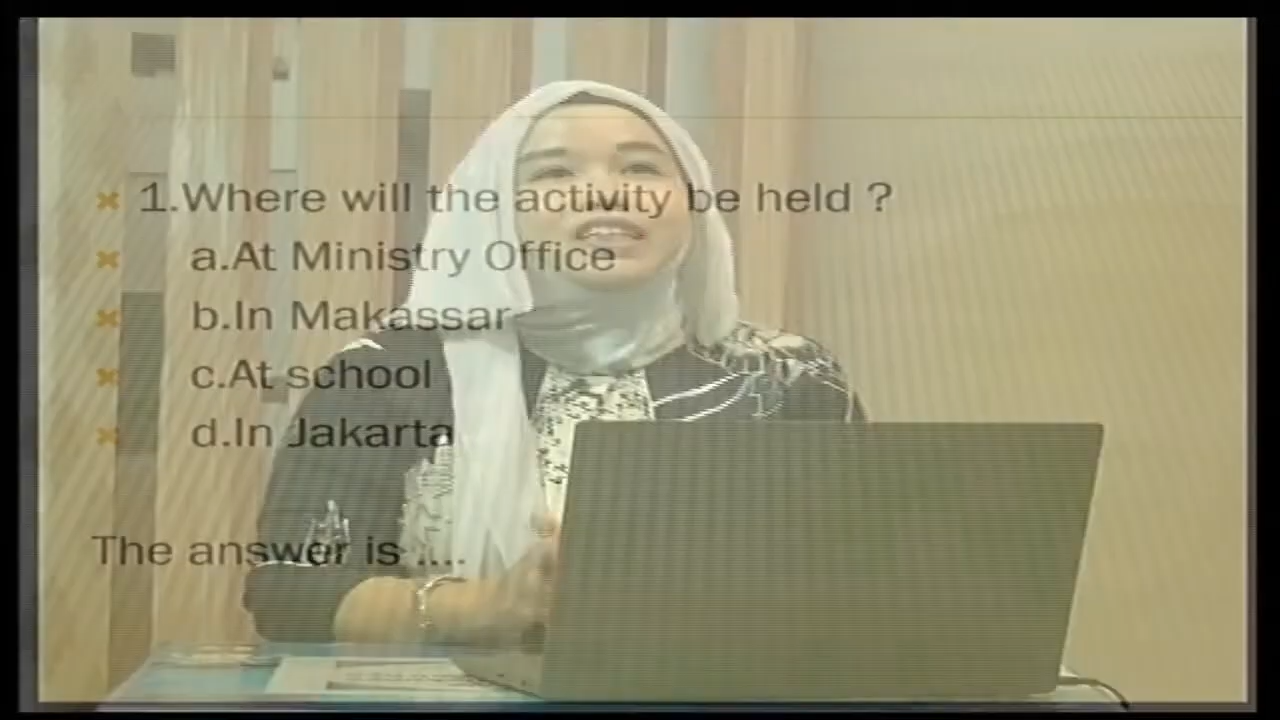 1.Where will the activity be held ?
a.At Ministry Office
b.In Makassar
c.At school
d.In Jakarta
The answer is ....